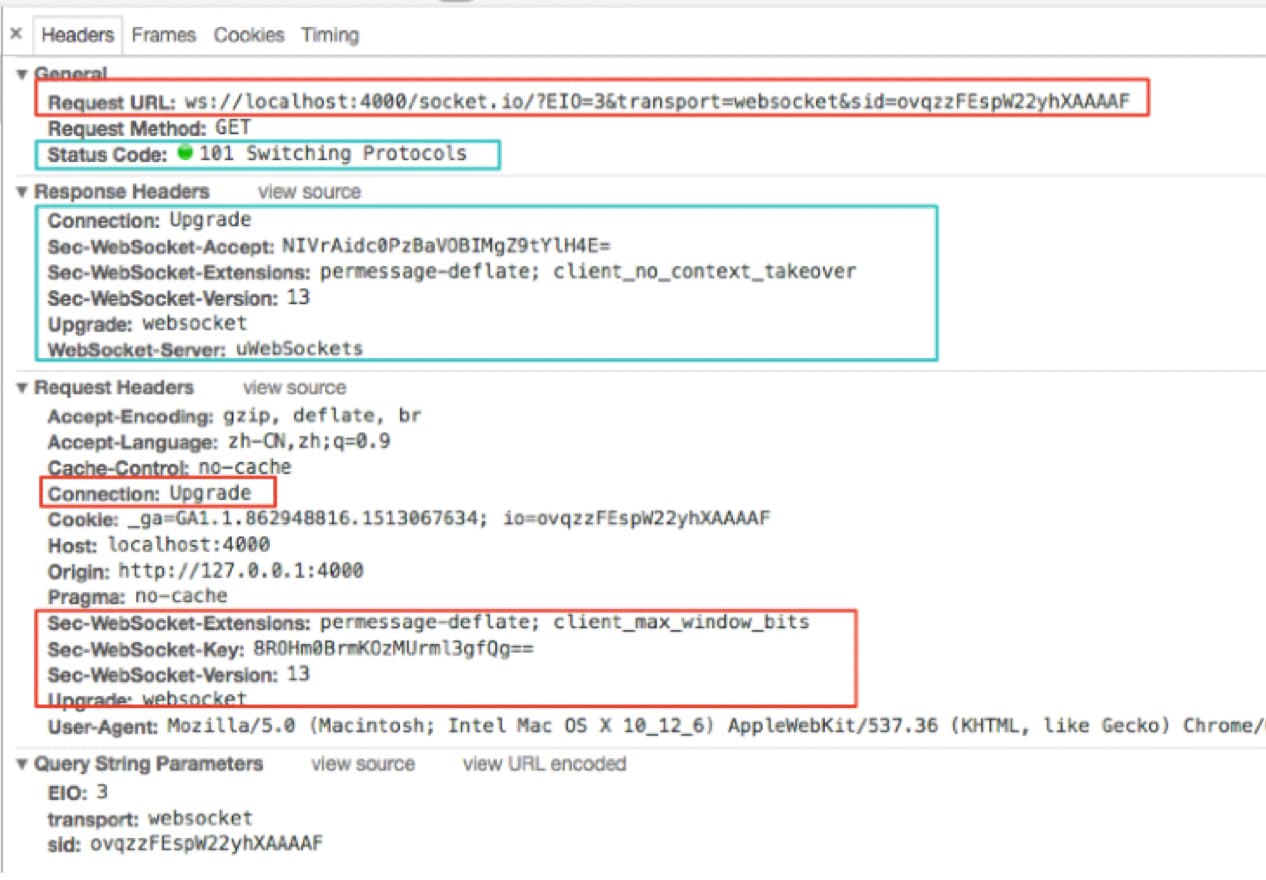 × Headers Frames Cookies Timing
▼ General
Request URL: ws://localhost:4000/socket.io/?EIO=3&transport=websocket&sid=ovqzzFEspW22yhXAAAAF
Request Method: GET
Status Code: 101 Switching Protocols
▼ Response Headers view source
Connection: Upgrade
Sec-WebSocket-Accept: NIVrAidc0PzBaVOBIMgZ9tYlH4E=
Sec-WebSocket-Extensions: permessage-deflate; client_no_context_takeover
Sec-WebSocket-Version: 13
Upgrade: websocket
WebSocket-Server: uWebSockets
▼ Request Headers view source
Accept-Encoding: gzip, deflate, br
Accept-Language: zh-CN,zh;q=0.9
Cache-Control: no-cache
Connection: Upgrade
Cookie: _ga=GA1.1.862948816.1513067634; io=ovqzzFEspW22yhXAAAAF
Host: localhost:4000
Origin: http://127.0.0.1:4000
Pragma: no-cache
Sec-WebSocket-Extensions: permessage-deflate; client_max_window_bits
Sec-WebSocket-Key: 8ROHm0BrmKOzMUrml3gfQg==
Sec-WebSocket-Version: 13
Upgrade: websocket
User-Agent: Mozilla/5.0 (Macintosh; Intel Mac OS X 10_12_6) AppleWebKit/537.36 (KHTML, like Gecko) Chrome/
▼ Query String Parameters view source view URL encoded
EIO: 3
transport: websocket
sid: ovqzzFEspW22yhXAAAAF